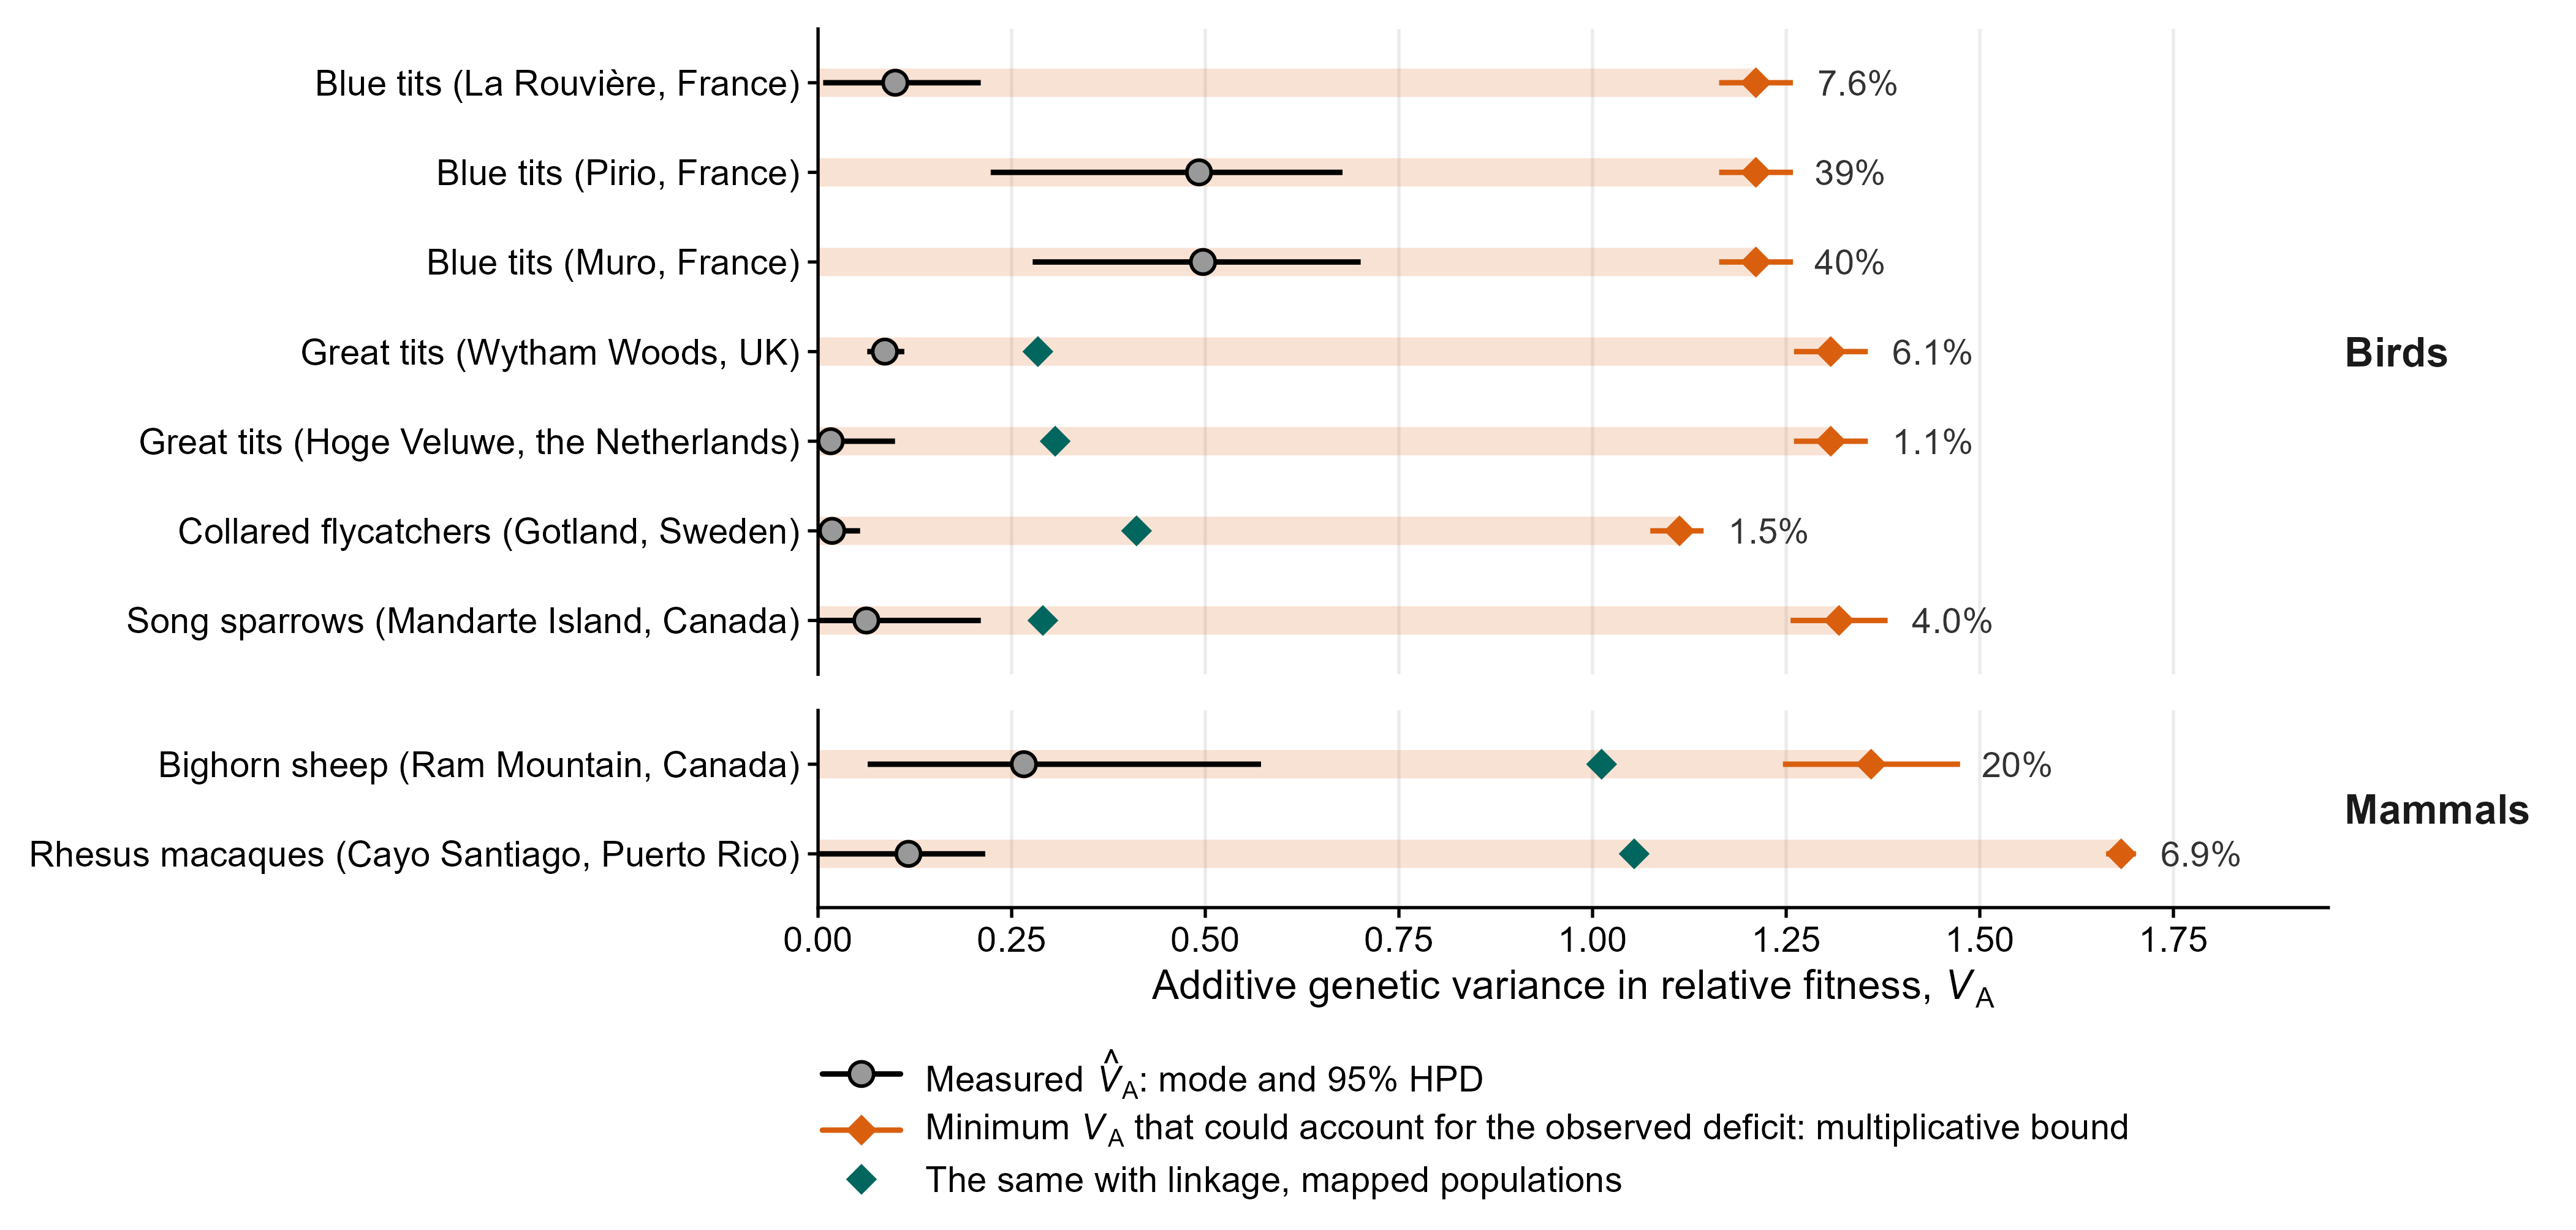 Blue tits (La Rouvière, France)
7.6%
Blue tits (Pirio, France)
39%
Blue tits (Muro, France)
40%
Great tits (Wytham Woods, UK)
6.1%
Birds
Great tits (Hoge Veluwe, the Netherlands)
1.1%
Collared flycatchers (Gotland, Sweden)
1.5%
Song sparrows (Mandarte Island, Canada)
4.0%
Bighorn sheep (Ram Mountain, Canada)
20%
Mammals
Rhesus macaques (Cayo Santiago, Puerto Rico)
6.9%
0.00 0.25 0.50 0.75 1.00 1.25 1.50 1.75
Additive genetic variance in relative fitness, V_A
Measured V̂_A: mode and 95% HPD
Minimum V_A that could account for the observed deficit: multiplicative bound
The same with linkage, mapped populations